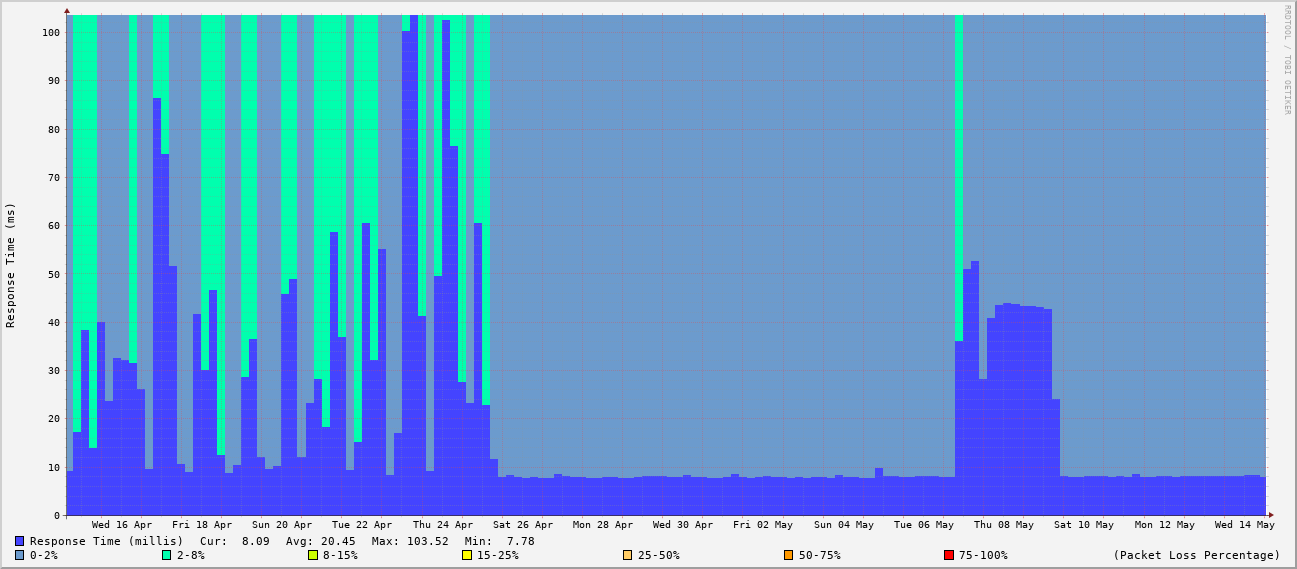 RRDTOOL / TOBI OETIKER
Response Time (ms)
100
90
80
70
60
50
40
30
20
10
0
Wed 16 Apr Fri 18 Apr Sun 20 Apr Tue 22 Apr Thu 24 Apr Sat 26 Apr Mon 28 Apr Wed 30 Apr Fri 02 May Sun 04 May Tue 06 May Thu 08 May Sat 10 May Mon 12 May Wed 14 May
Response Time (millis) Cur: 8.09 Avg: 20.45 Max: 103.52 Min: 7.78
0-2% 2-8% 8-15% 15-25% 25-50% 50-75% 75-100% (Packet Loss Percentage)